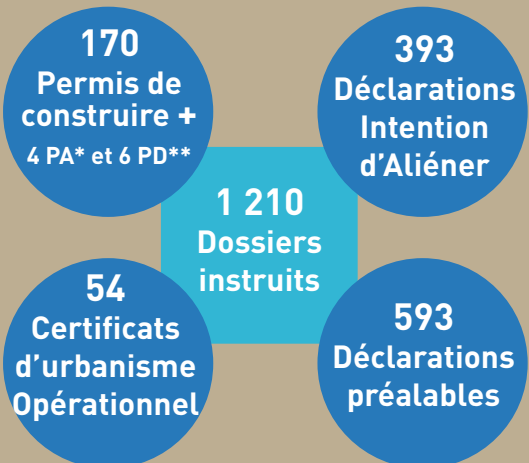 170
Permis de
construire +
4 PA* et 6 PD**
393
Déclarations
Intention
d'Aliéner
1 210
Dossiers
instruits
54
Certificats
d'urbanisme
Opérationnel
593
Déclarations
préalables